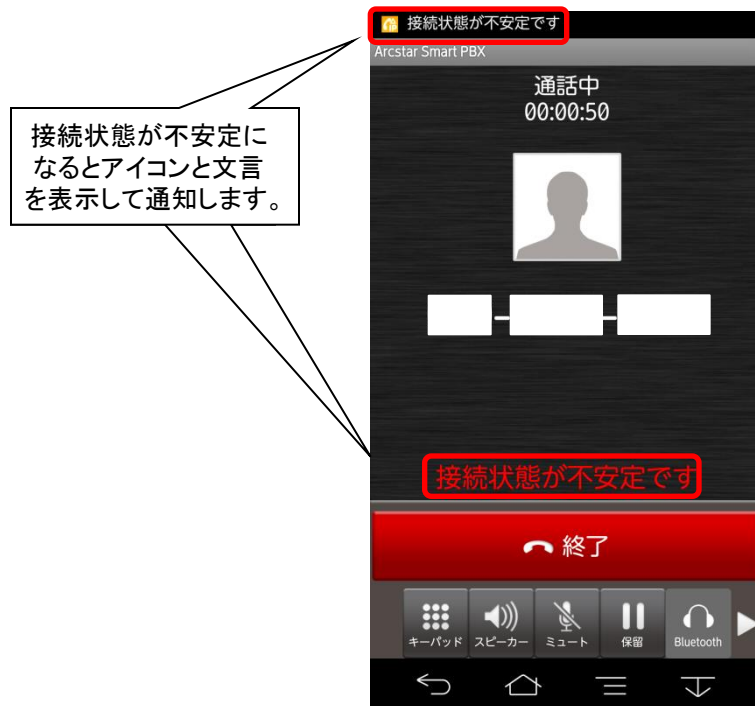 接続状態が不安定です
Arcstar Smart PBX
通話中
00:00:50
接続状態が不安定に
なるとアイコンと文言
を表示して通知します。
接続状態が不安定です
終了
キーパッド スピーカー ミュート 保留 Bluetooth